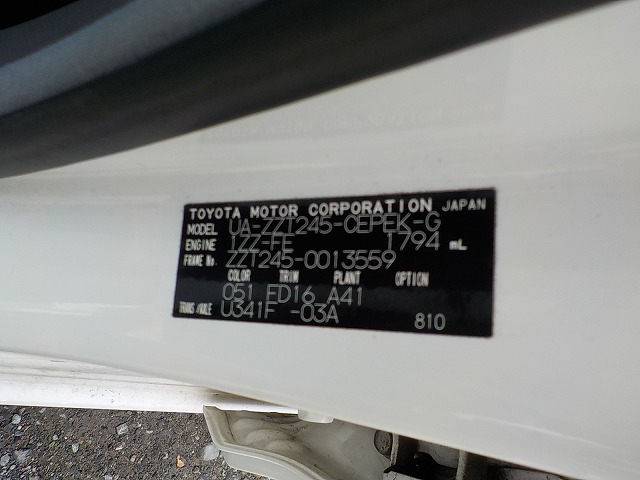 TOYOTA MOTOR CORPORATION JAPAN
MODEL UA-ZZT245-CEPEK-G
ENGINE 1ZZ-FE 1794 mL
FRAME No. ZZT245-0013559
COLOR TRIM PLANT OPTION
051 FD16 A41
TRANS/AXLE U341F -03A
810